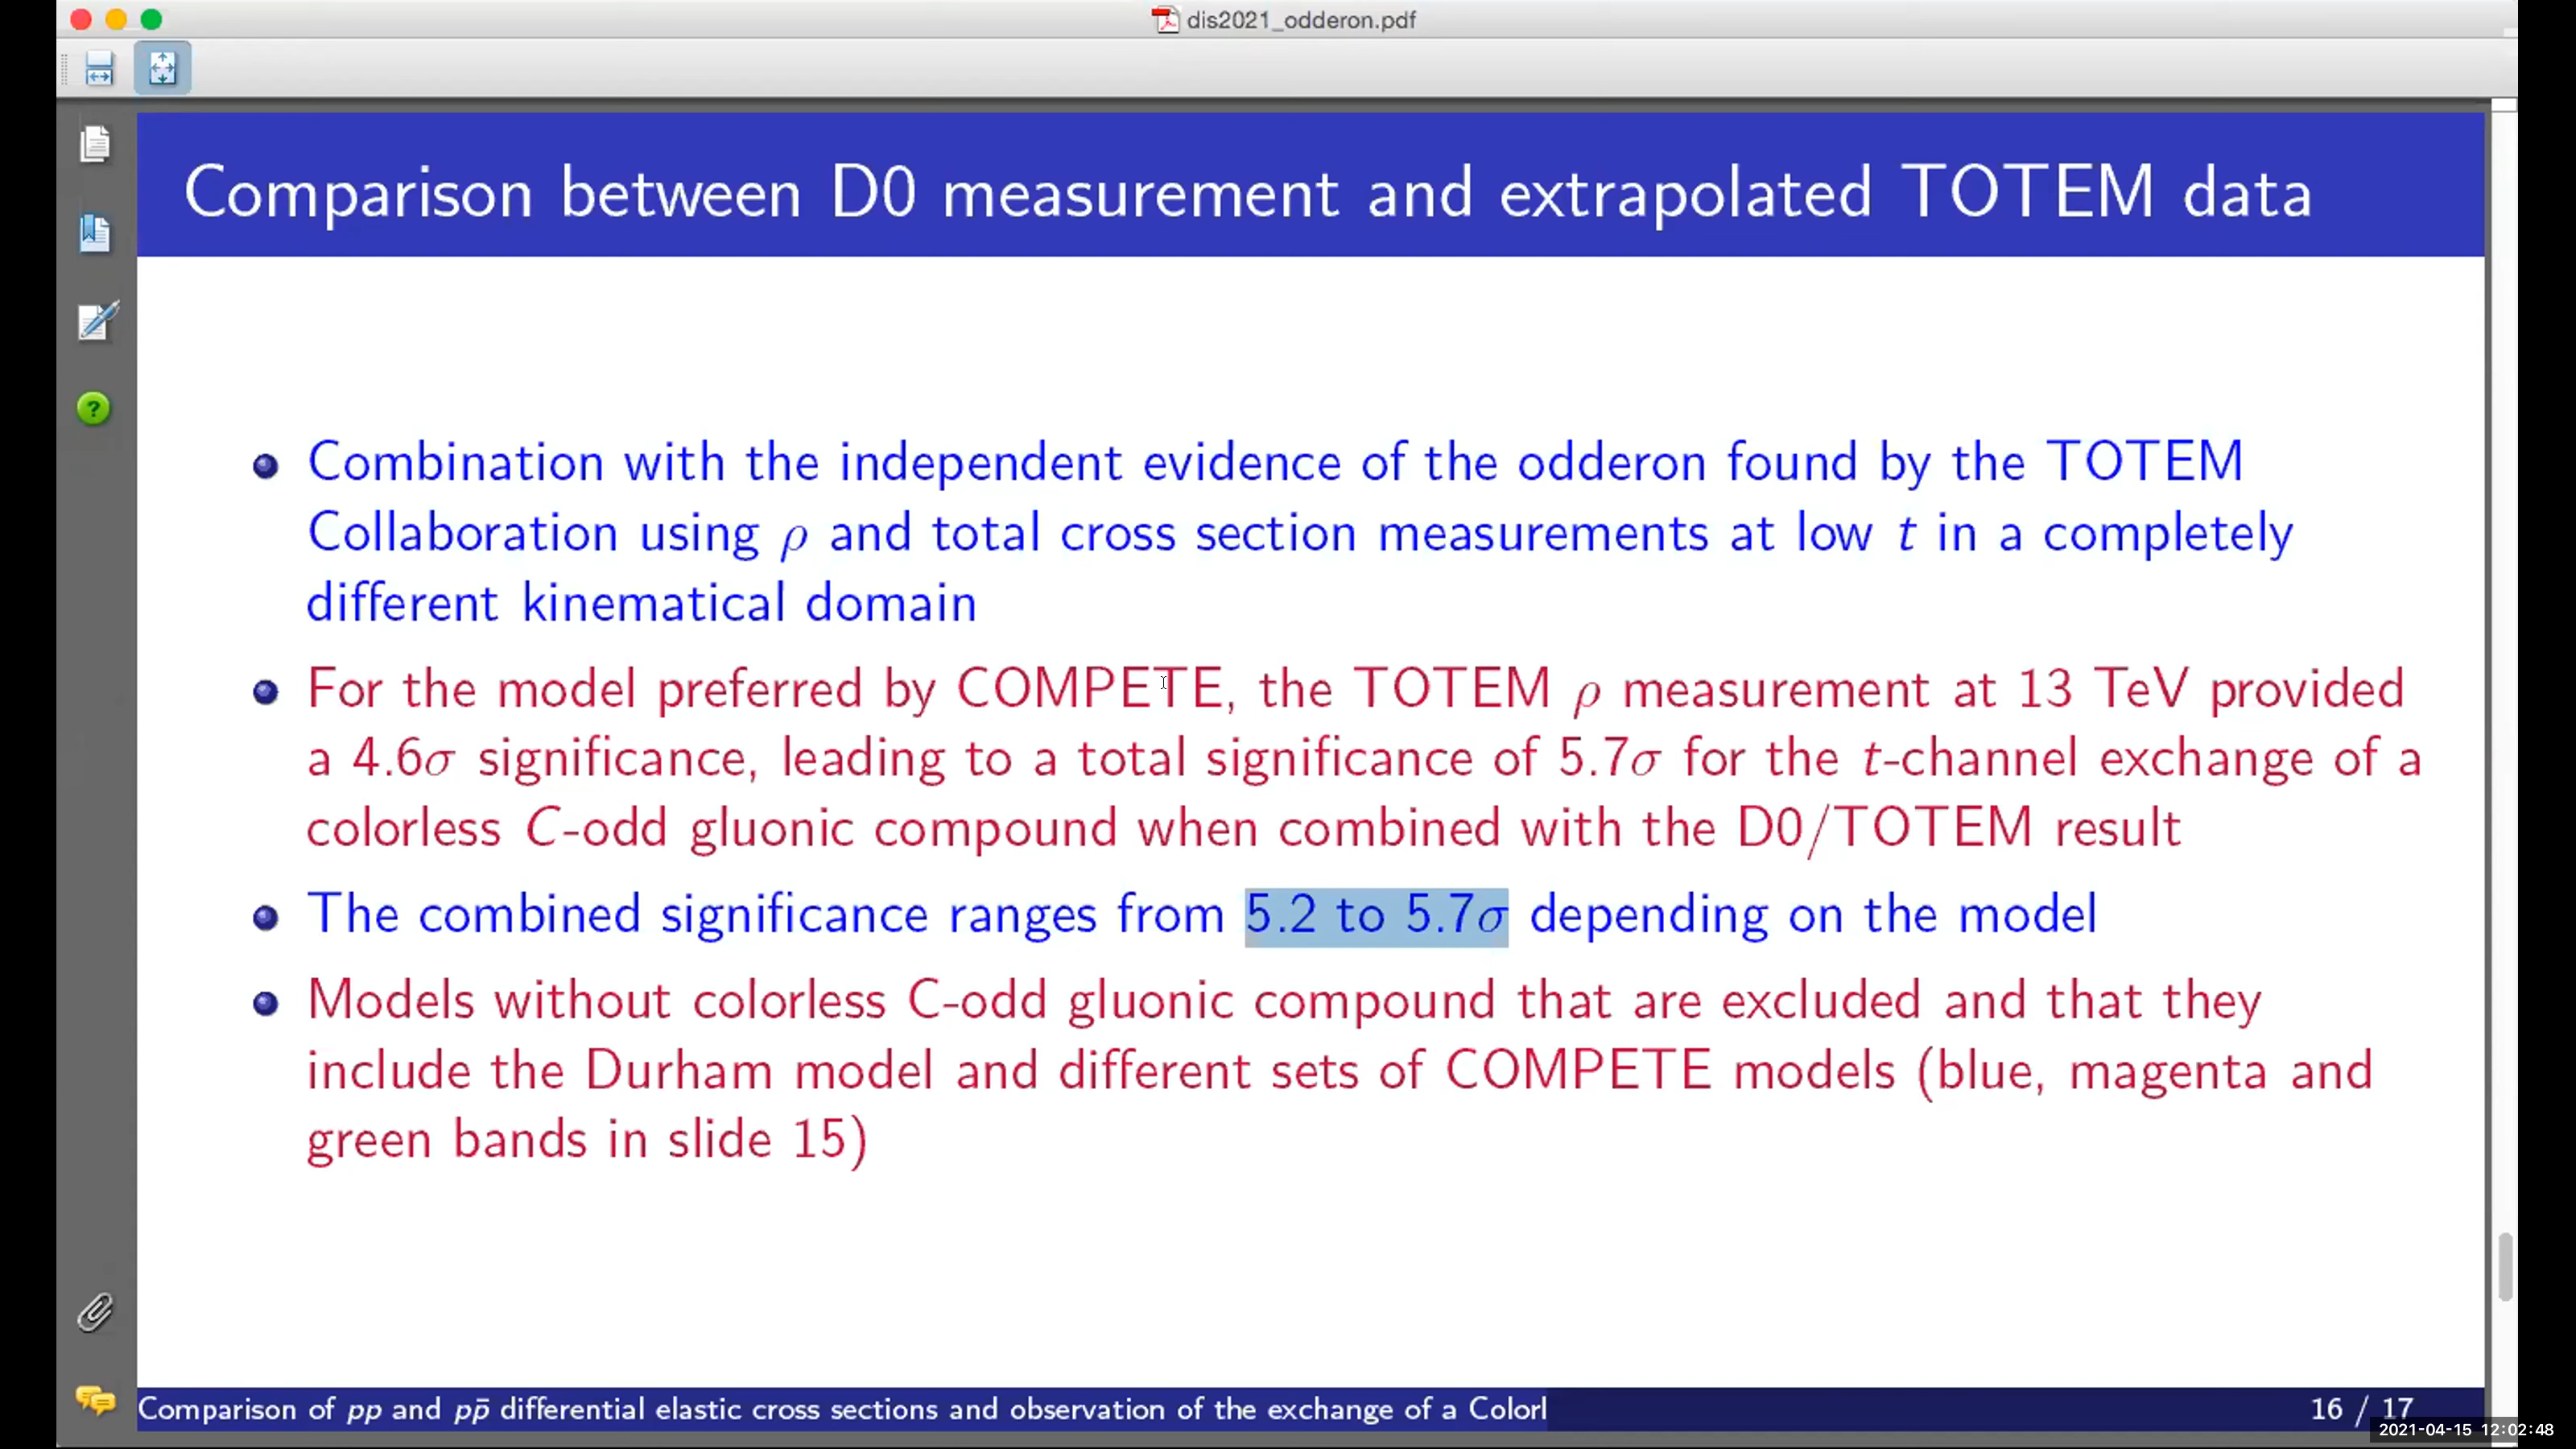 dis2021_odderon.pdf
Comparison between D0 measurement and extrapolated TOTEM data
Combination with the independent evidence of the odderon found by the TOTEM
Collaboration using ρ and total cross section measurements at low t in a completely
different kinematical domain
For the model preferred by COMPETE, the TOTEM ρ measurement at 13 TeV provided
a 4.6σ significance, leading to a total significance of 5.7σ for the t-channel exchange of a
colorless C-odd gluonic compound when combined with the D0/TOTEM result
The combined significance ranges from 5.2 to 5.7σ depending on the model
Models without colorless C-odd gluonic compound that are excluded and that they
include the Durham model and different sets of COMPETE models (blue, magenta and
green bands in slide 15)
Comparison of pp and pp̄ differential elastic cross sections and observation of the exchange of a Colorl
16 / 17
2021-04-15 12:02:48